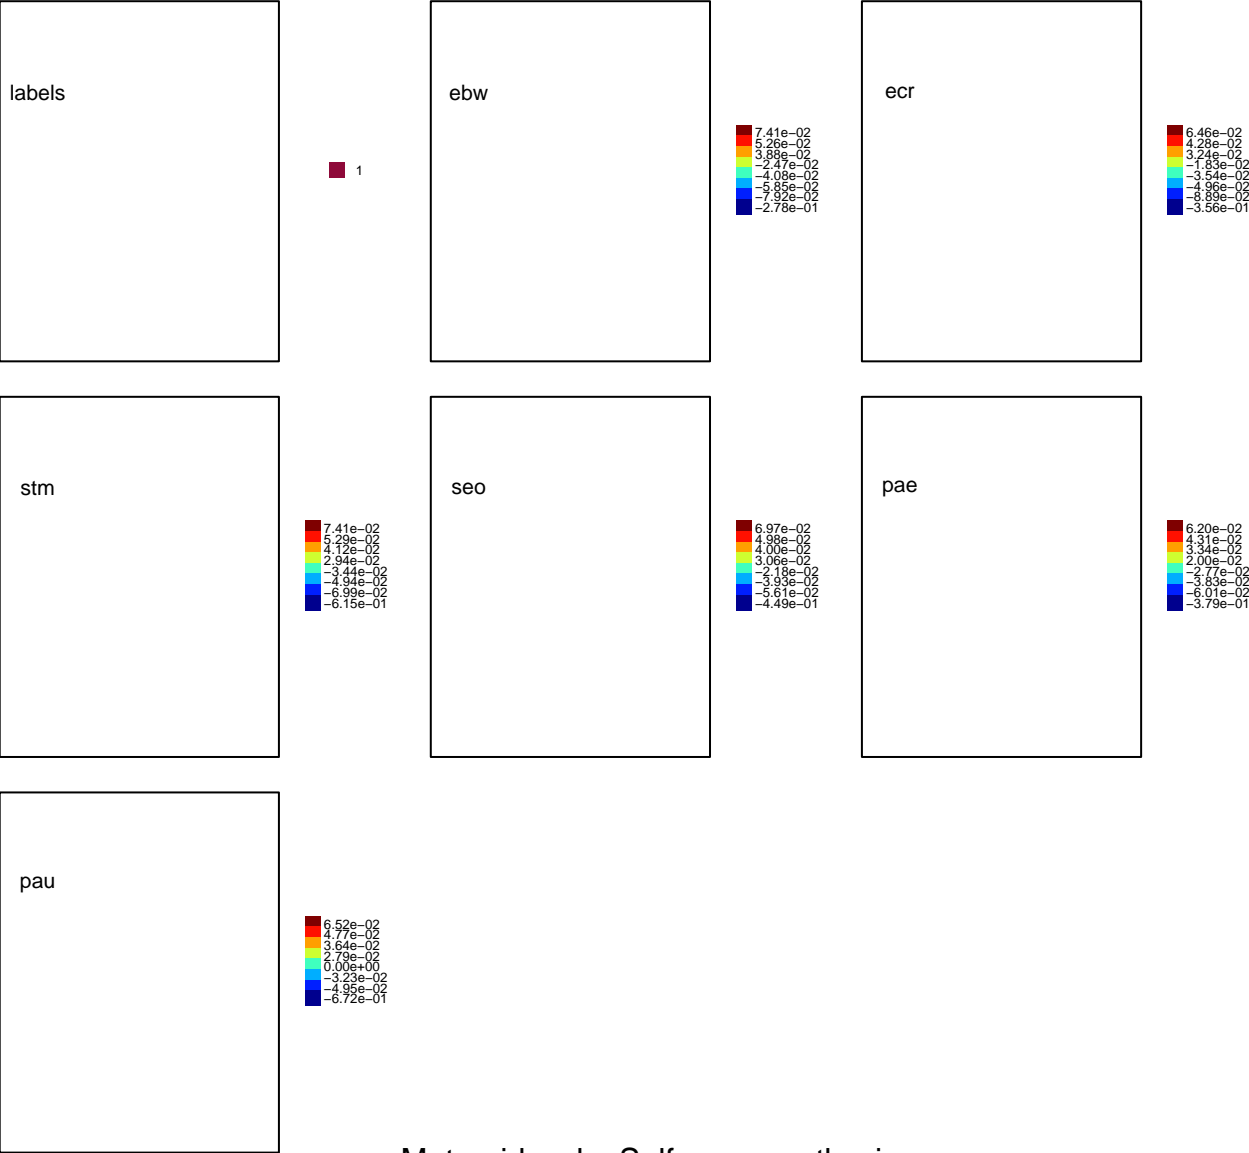 labels
1
ebw
7.41e−02
5.26e−02
3.88e−02
−2.47e−02
−4.08e−02
−5.85e−02
−7.92e−02
−2.78e−01
ecr
6.46e−02
4.28e−02
3.24e−02
−1.83e−02
−3.54e−02
−4.96e−02
−8.89e−02
−3.56e−01
stm
7.41e−02
5.29e−02
4.12e−02
2.94e−02
−3.44e−02
−4.94e−02
−6.99e−02
−6.15e−01
seo
6.97e−02
4.98e−02
4.00e−02
3.06e−02
−2.18e−02
−3.93e−02
−5.61e−02
−4.49e−01
pae
6.20e−02
4.31e−02
3.34e−02
2.00e−02
−2.77e−02
−3.83e−02
−6.01e−02
−3.79e−01
pau
6.52e−02
4.77e−02
3.64e−02
2.79e−02
0.00e+00
−3.23e−02
−4.95e−02
−6.72e−01